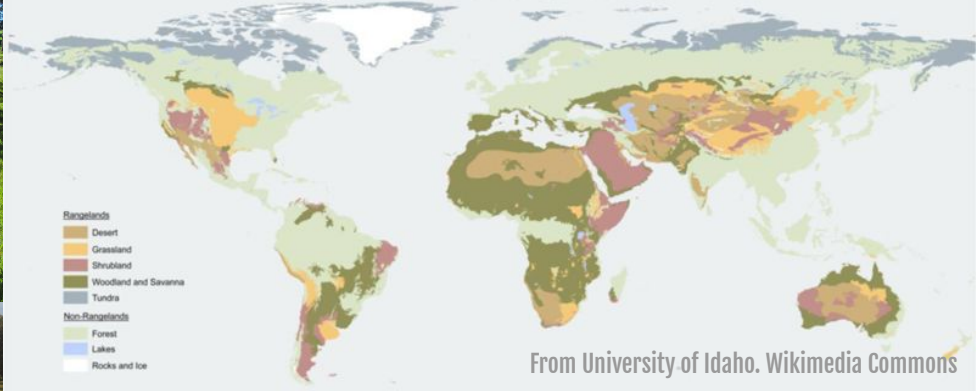 Rangelands
Desert
Grassland
Shrubland
Woodland and Savanna
Tundra
Non-Rangelands
Forest
Lakes
Rocks and Ice
From University of Idaho. Wikimedia Commons